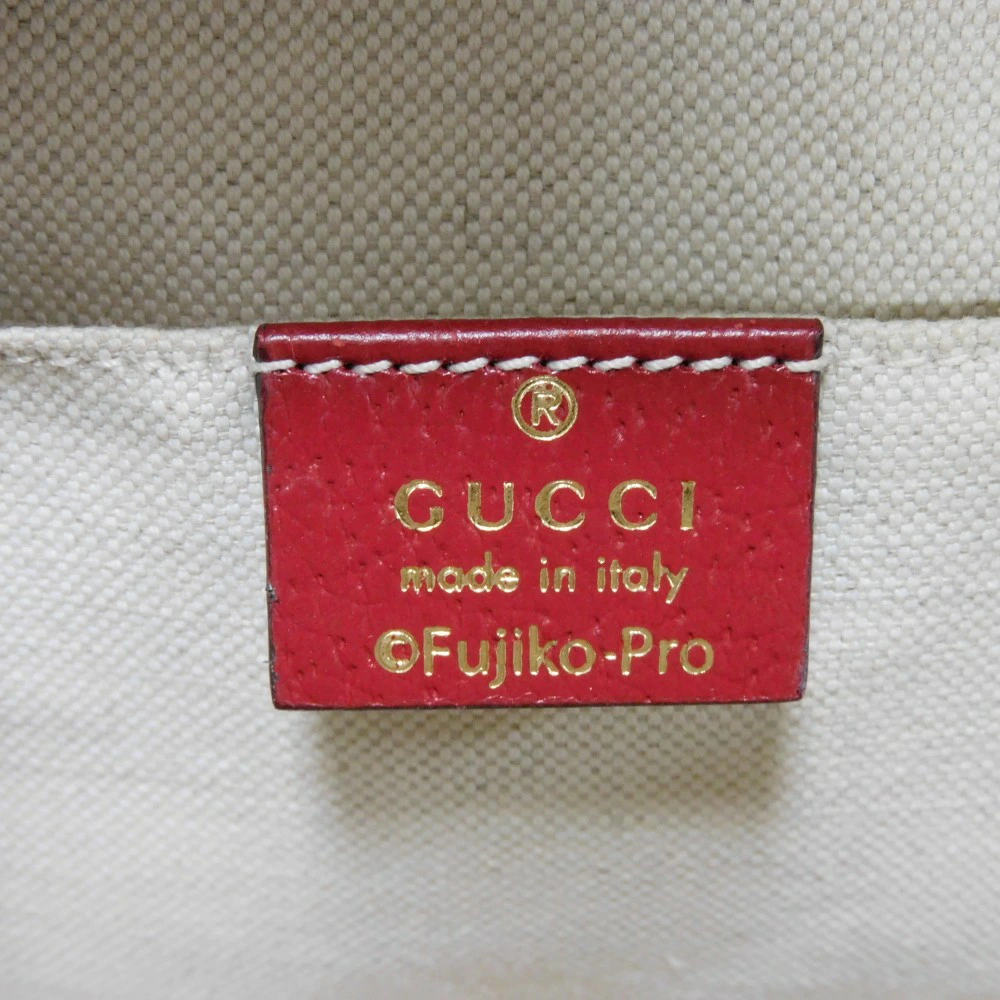 ®
GUCCI
made in italy
©Fujiko-Pro